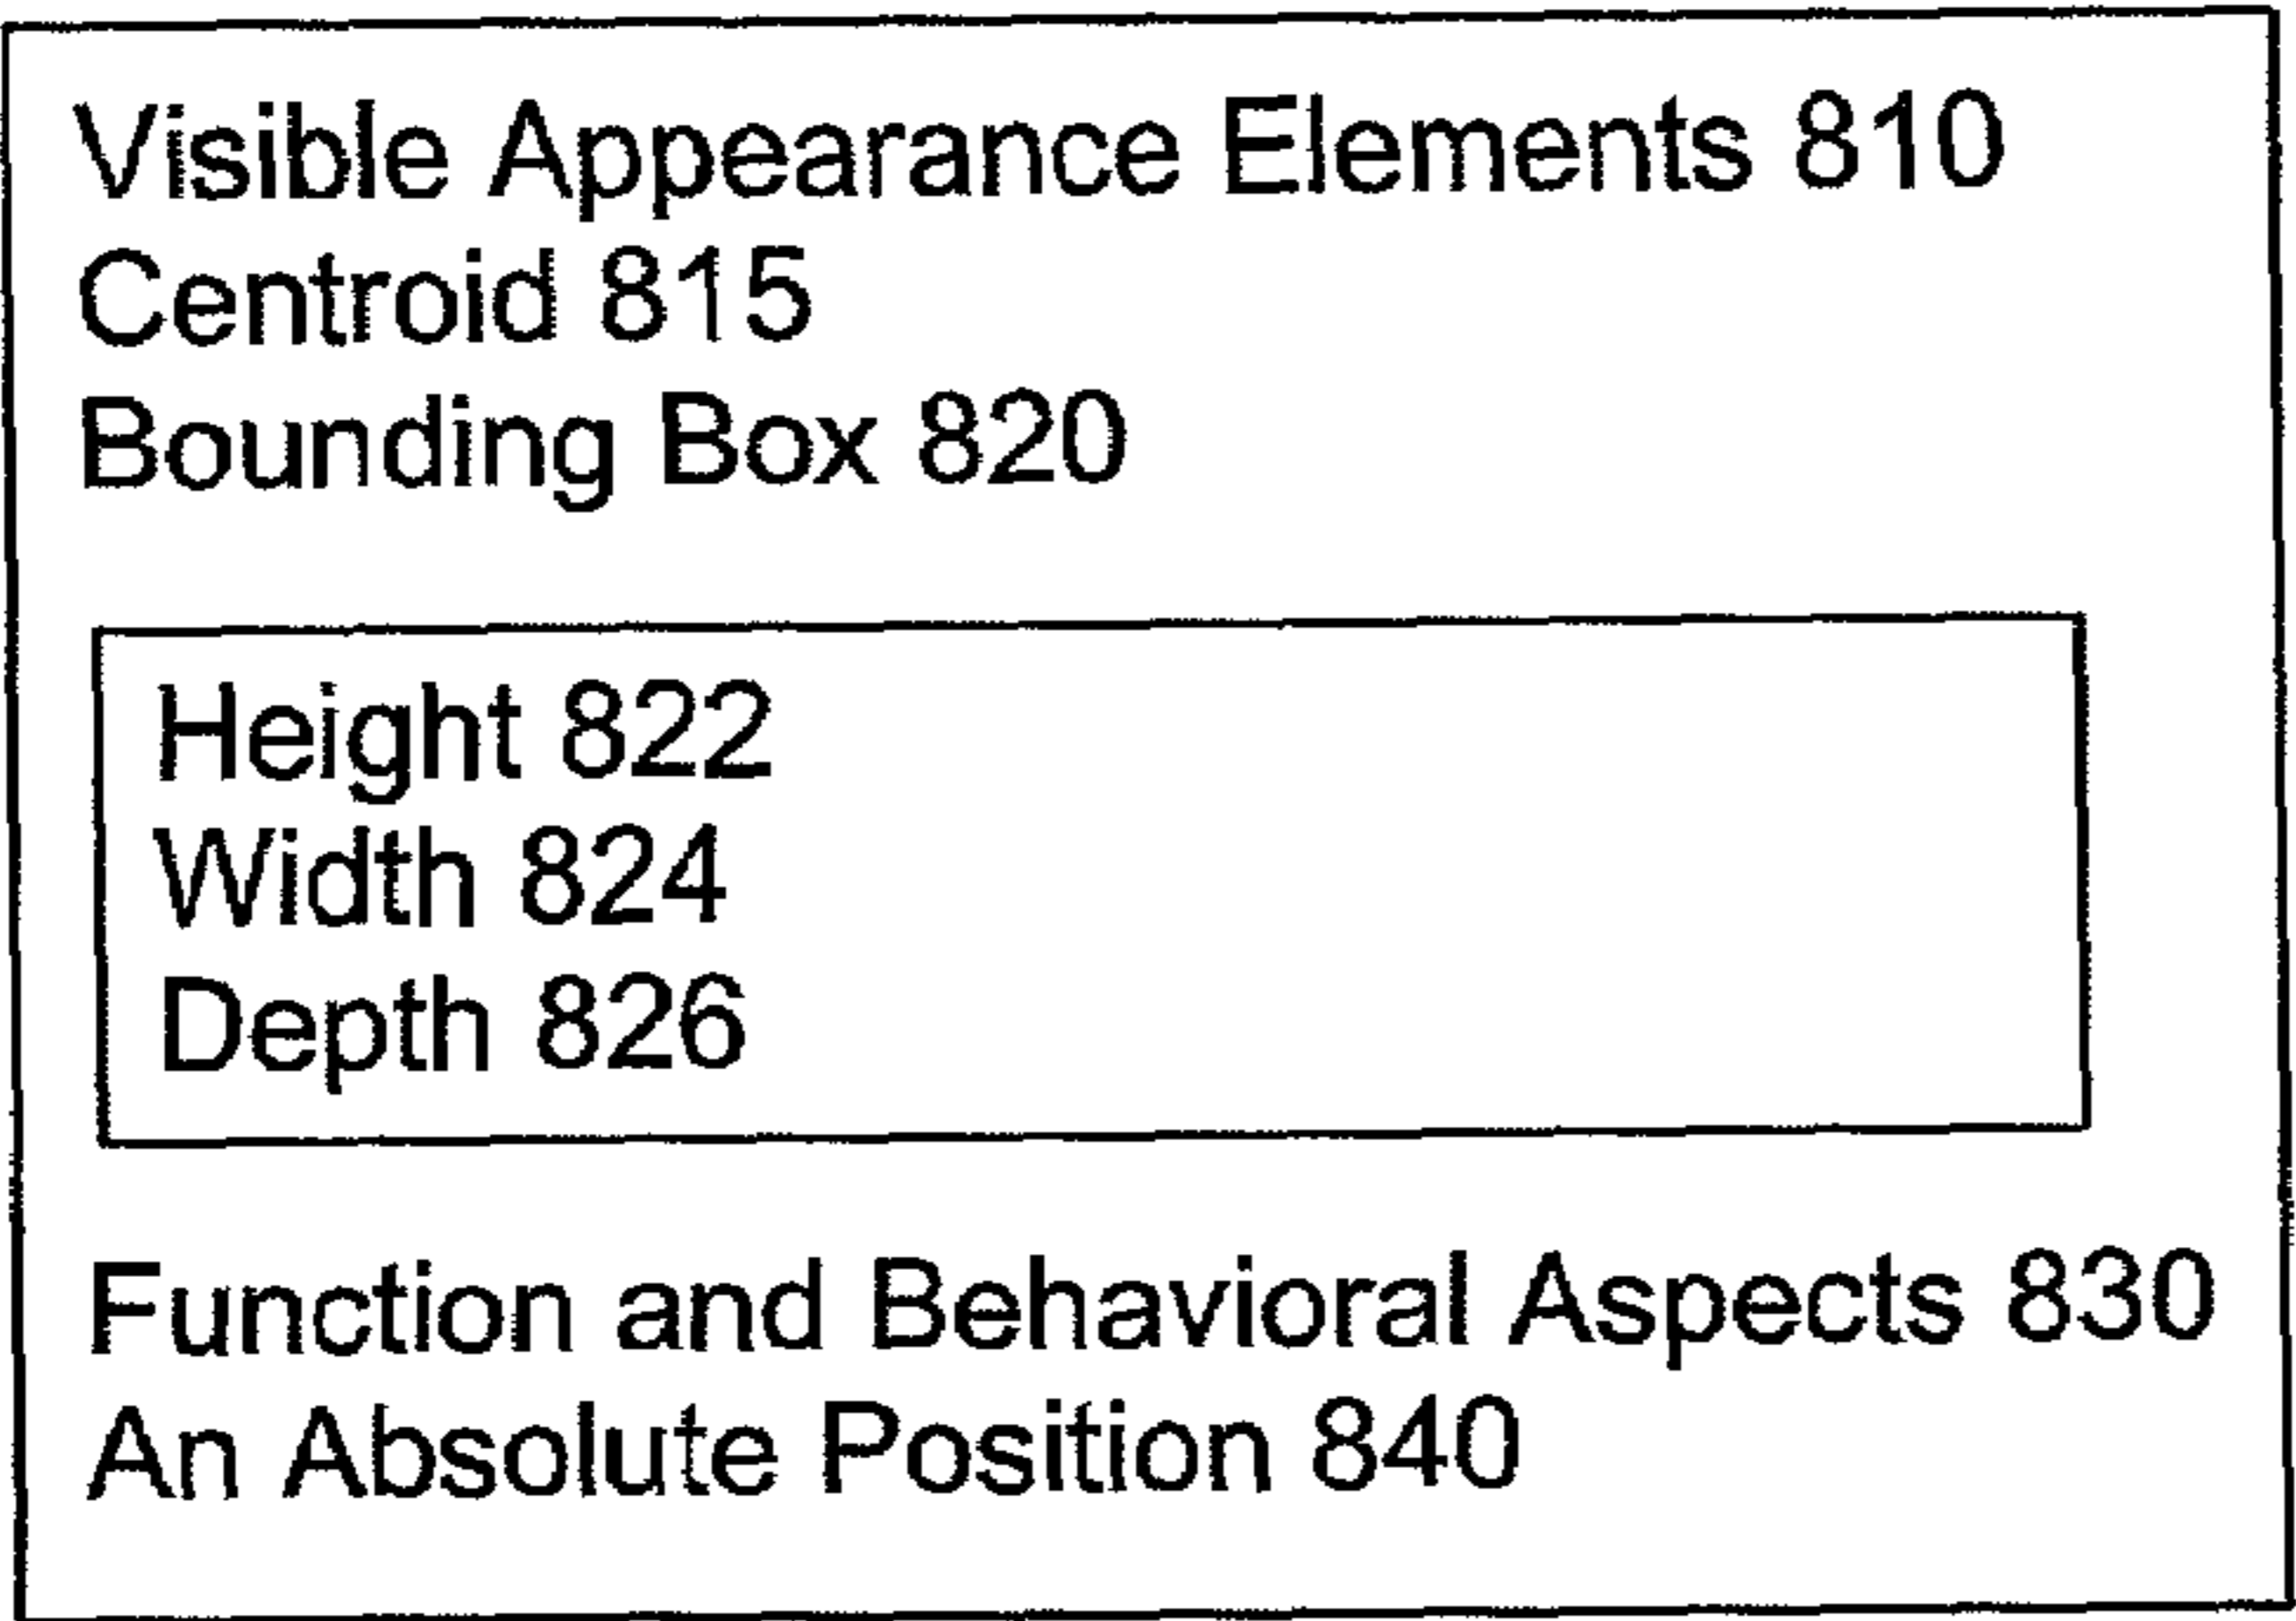 Visible Appearance Elements 810
Centroid 815
Bounding Box 820
Height 822
Width 824
Depth 826
Function and Behavioral Aspects 830
An Absolute Position 840